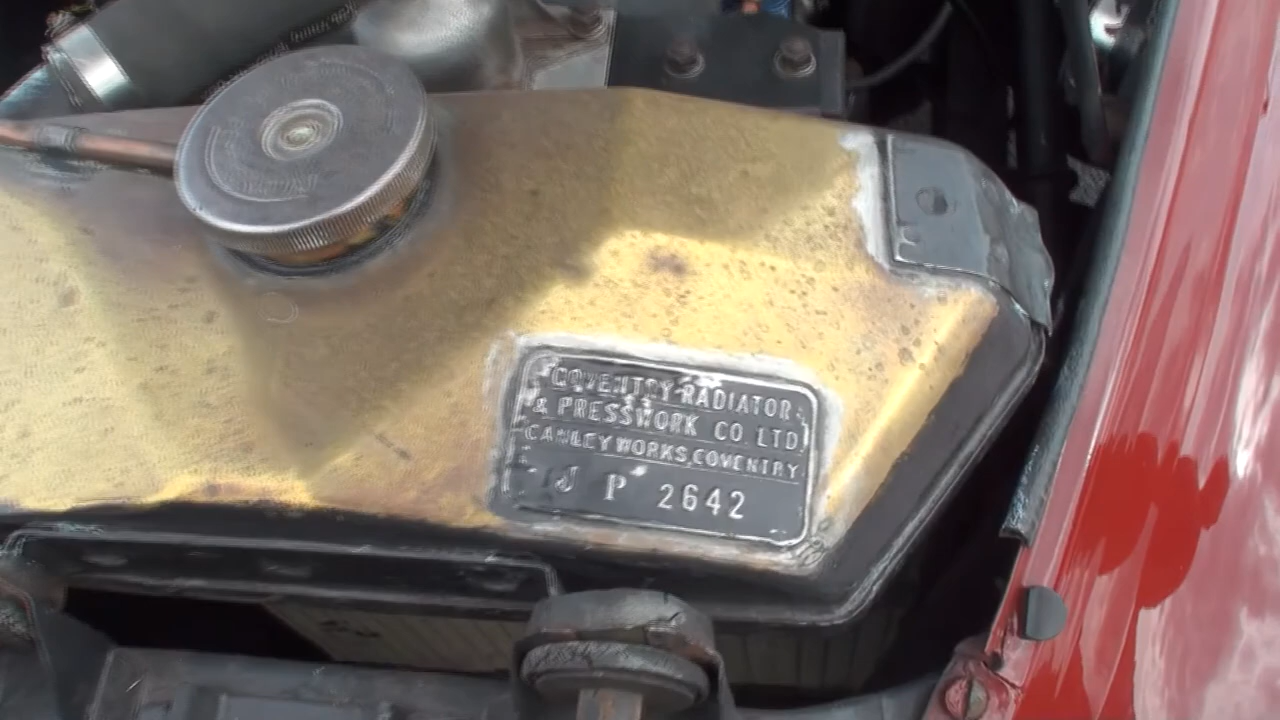 COVENTRY RADIATOR
& PRESSWORK CO. LTD
CANLEY WORKS, COVENTRY
J P 2642